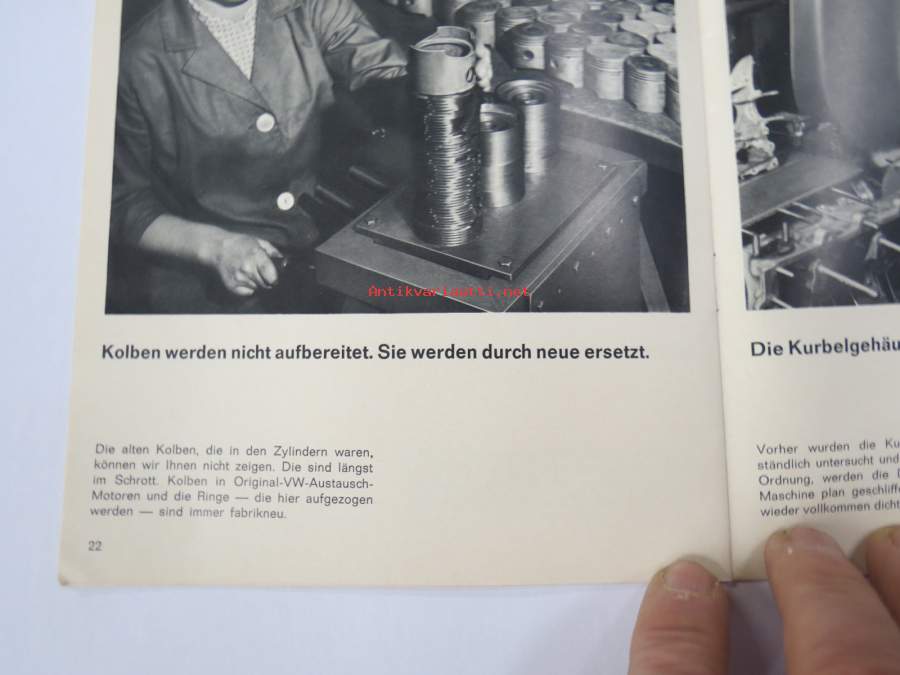 Antikvariaatti.net
Kolben werden nicht aufbereitet. Sie werden durch neue ersetzt.
Die alten Kolben, die in den Zylindern waren,
können wir Ihnen nicht zeigen. Die sind längst
im Schrott. Kolben in Original-VW-Austausch-
Motoren und die Ringe — die hier aufgezogen
werden — sind immer fabrikneu.
22
Die Kurbelgehäu
Vorher wurden die Ku
ständlich untersucht und
Ordnung, werden die
Maschine plan geschliffe
wieder vollkommen dicht